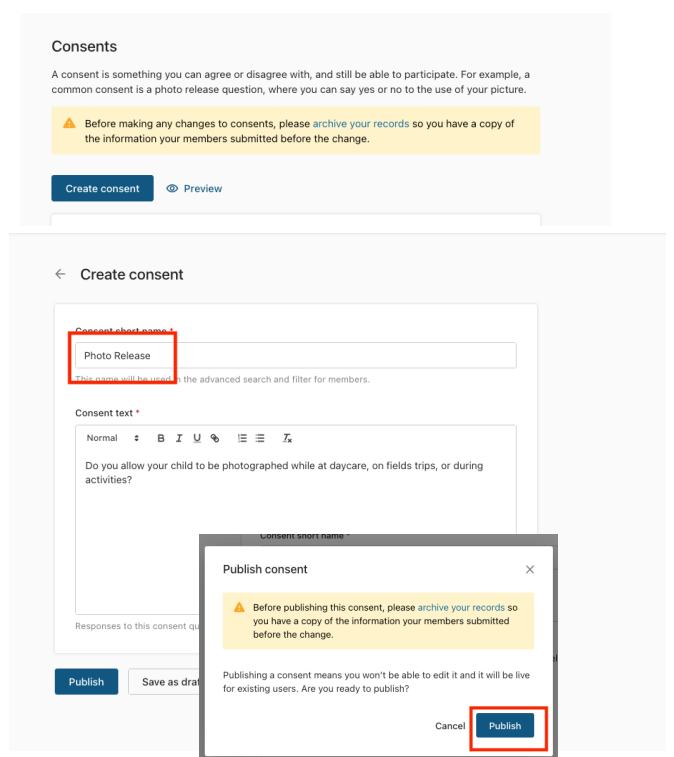 Consents
A consent is something you can agree or disagree with, and still be able to participate. For example, a
common consent is a photo release question, where you can say yes or no to the use of your picture.
Before making any changes to consents, please archive your records so you have a copy of
the information your members submitted before the change.
Create consent
Preview
Create consent
Consent short name *
Photo Release
This name will be used in the advanced search and filter for members.
Consent text *
Normal B I U
Do you allow your child to be photographed while at daycare, on fields trips, or during
activities?
Consent short name *
Responses to this consent qu
Publish
Save as draf
Publish consent
Before publishing this consent, please archive your records so
you have a copy of the information your members submitted
before the change.
Publishing a consent means you won't be able to edit it and it will be live
for existing users. Are you ready to publish?
Cancel
Publish